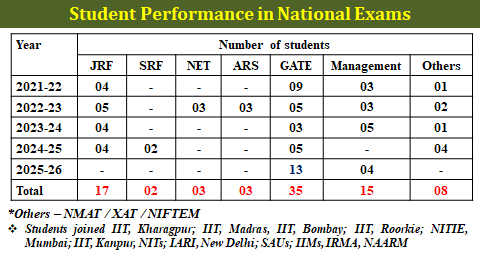 Student Performance in National Exams
Year Number of students
JRF SRF NET ARS GATE Management Others
2021-22 04 - - - 09 03 01
2022-23 05 - 03 03 05 03 02
2023-24 04 - - - 03 05 01
2024-25 04 02 - - 05 - 04
2025-26 - - - 13 04
Total 17 02 03 03 35 15 08
*Others – NMAT / XAT / NIFTEM
❖ Students joined IIT, Kharagpur; IIT, Madras, IIT, Bombay; IIT, Roorkie; NITIE,
Mumbai; IIT, Kanpur, NITs; IARI, New Delhi; SAUs; IIMs, IRMA, NAARM